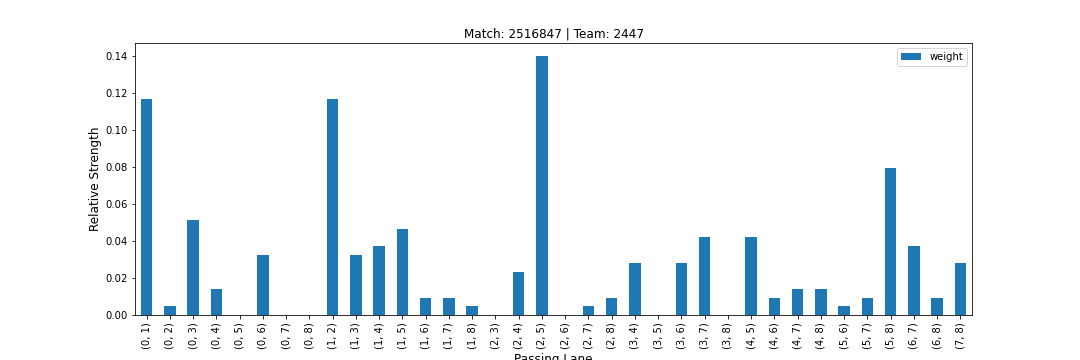 Match: 2516847 | Team: 2447
weight
Relative Strength
0.14
0.12
0.10
0.08
0.06
0.04
0.02
0.00
(0, 1) (0, 2) (0, 3) (0, 4) (0, 5) (0, 6) (0, 7) (0, 8) (1, 2) (1, 3) (1, 4) (1, 5) (1, 6) (1, 7) (1, 8) (2, 3) (2, 4) (2, 5) (2, 6) (2, 7) (2, 8) (3, 4) (3, 5) (3, 6) (3, 7) (3, 8) (4, 5) (4, 6) (4, 7) (4, 8) (5, 6) (5, 7) (5, 8) (6, 7) (6, 8) (7, 8)
Passing Lane